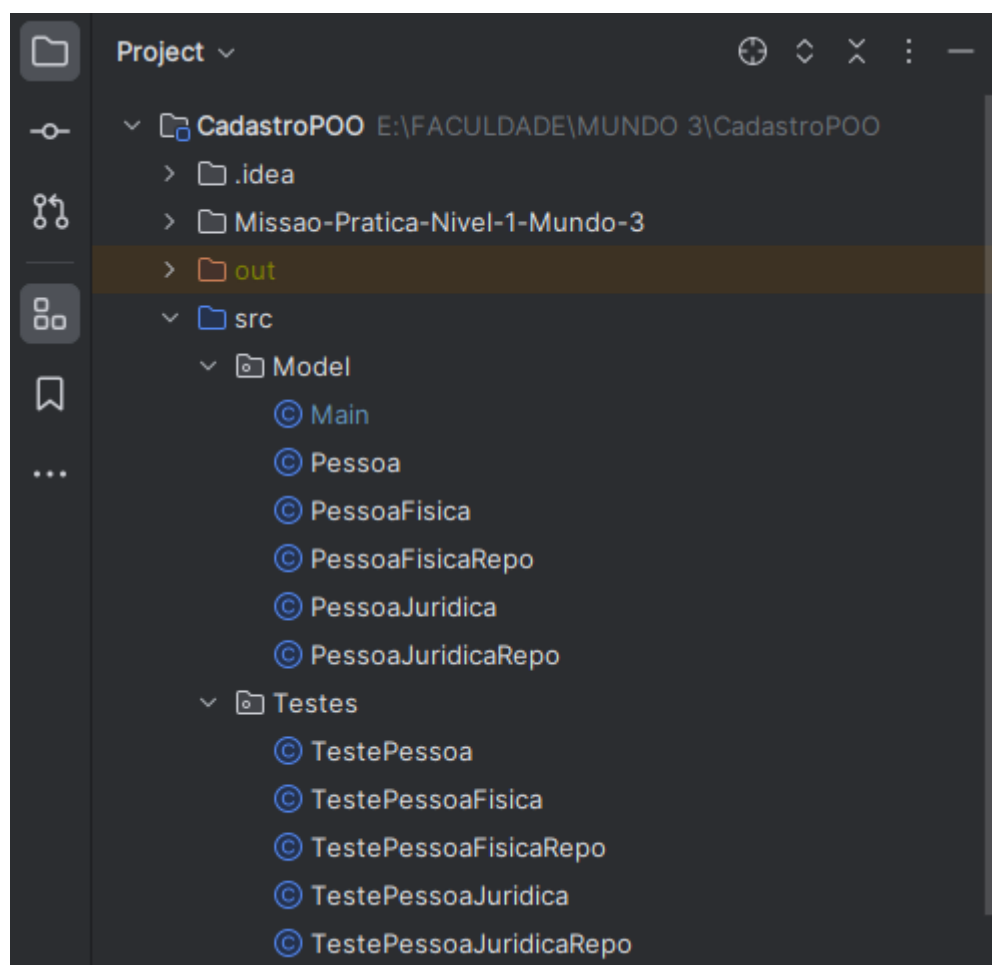 Project
CadastroPOO E:\FACULDADE\MUNDO 3\CadastroPOO
.idea
Missao-Pratica-Nivel-1-Mundo-3
out
src
Model
Main
Pessoa
PessoaFisica
PessoaFisicaRepo
PessoaJuridica
PessoaJuridicaRepo
Testes
TestePessoa
TestePessoaFisica
TestePessoaFisicaRepo
TestePessoaJuridica
TestePessoaJuridicaRepo